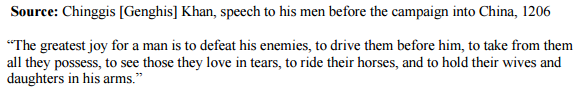 Source: Chinggis [Genghis] Khan, speech to his men before the campaign into China, 1206
“The greatest joy for a man is to defeat his enemies, to drive them before him, to take from them
all they possess, to see those they love in tears, to ride their horses, and to hold their wives and
daughters in his arms.”